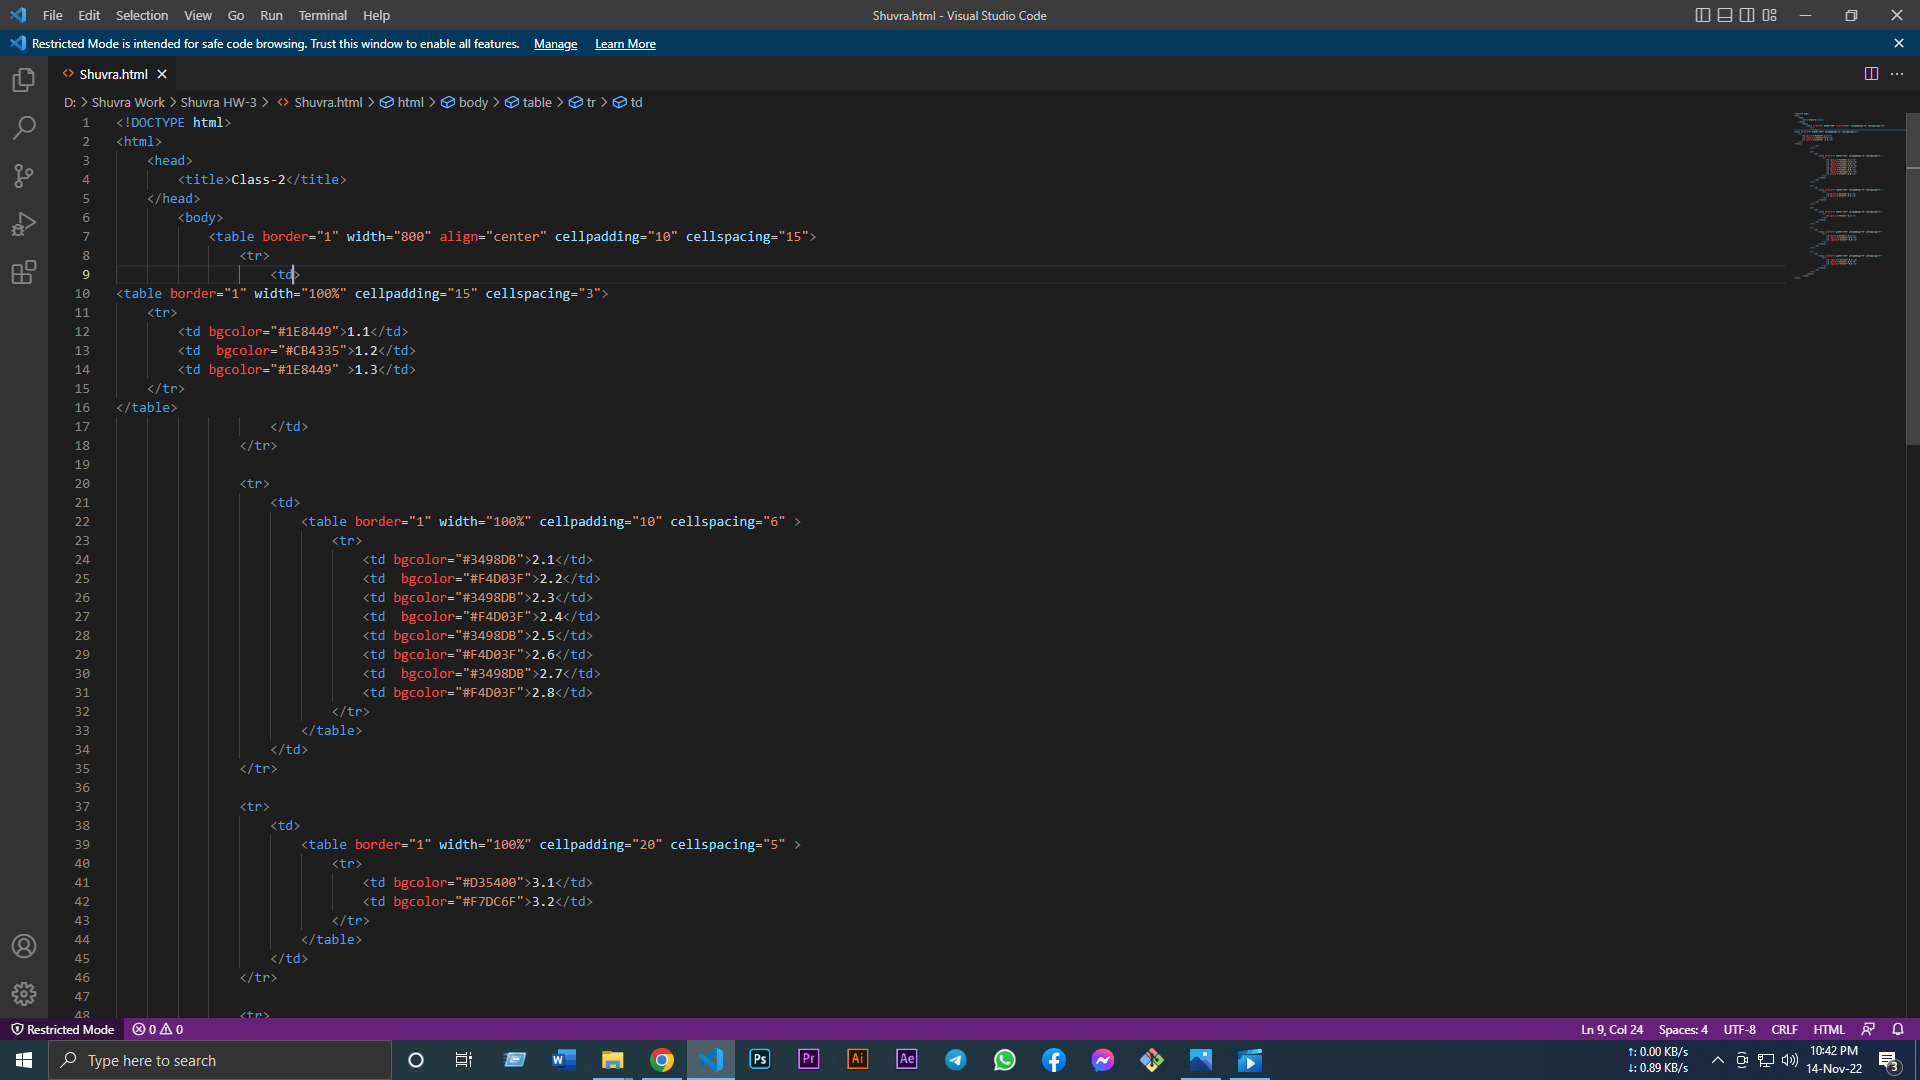 File Edit Selection View Go Run Terminal Help
Shuvra.html - Visual Studio Code
Restricted Mode is intended for safe code browsing. Trust this window to enable all features. Manage Learn More
Shuvra.html
D: > Shuvra Work > Shuvra HW-3 > Shuvra.html > html > body > table > tr > td
1 <!DOCTYPE html>
2 <html>
3 <head>
4 <title>Class-2</title>
5 </head>
6 <body>
7 <table border="1" width="800" align="center" cellpadding="10" cellspacing="15">
8 <tr>
9 <td>
10 <table border="1" width="100%" cellpadding="15" cellspacing="3">
11 <tr>
12 <td bgcolor="#1E8449">1.1</td>
13 <td  bgcolor="#CB4335">1.2</td>
14 <td bgcolor="#1E8449" >1.3</td>
15 </tr>
16 </table>
17 </td>
18 </tr>
19
20 <tr>
21 <td>
22 <table border="1" width="100%" cellpadding="10" cellspacing="6" >
23 <tr>
24 <td bgcolor="#3498DB">2.1</td>
25 <td  bgcolor="#F4D03F">2.2</td>
26 <td bgcolor="#3498DB">2.3</td>
27 <td  bgcolor="#F4D03F">2.4</td>
28 <td bgcolor="#3498DB">2.5</td>
29 <td bgcolor="#F4D03F">2.6</td>
30 <td  bgcolor="#3498DB">2.7</td>
31 <td bgcolor="#F4D03F">2.8</td>
32 </tr>
33 </table>
34 </td>
35 </tr>
36
37 <tr>
38 <td>
39 <table border="1" width="100%" cellpadding="20" cellspacing="5" >
40 <tr>
41 <td bgcolor="#D35400">3.1</td>
42 <td bgcolor="#F7DC6F">3.2</td>
43 </tr>
44 </table>
45 </td>
46 </tr>
47
48 <tr>
Restricted Mode 0 0
Ln 9, Col 24 Spaces: 4 UTF-8 CRLF HTML
Type here to search
W Ps Pr Ai Ae
↑: 0.00 KB/s
↓: 0.89 KB/s
10:42 PM
14-Nov-22
3